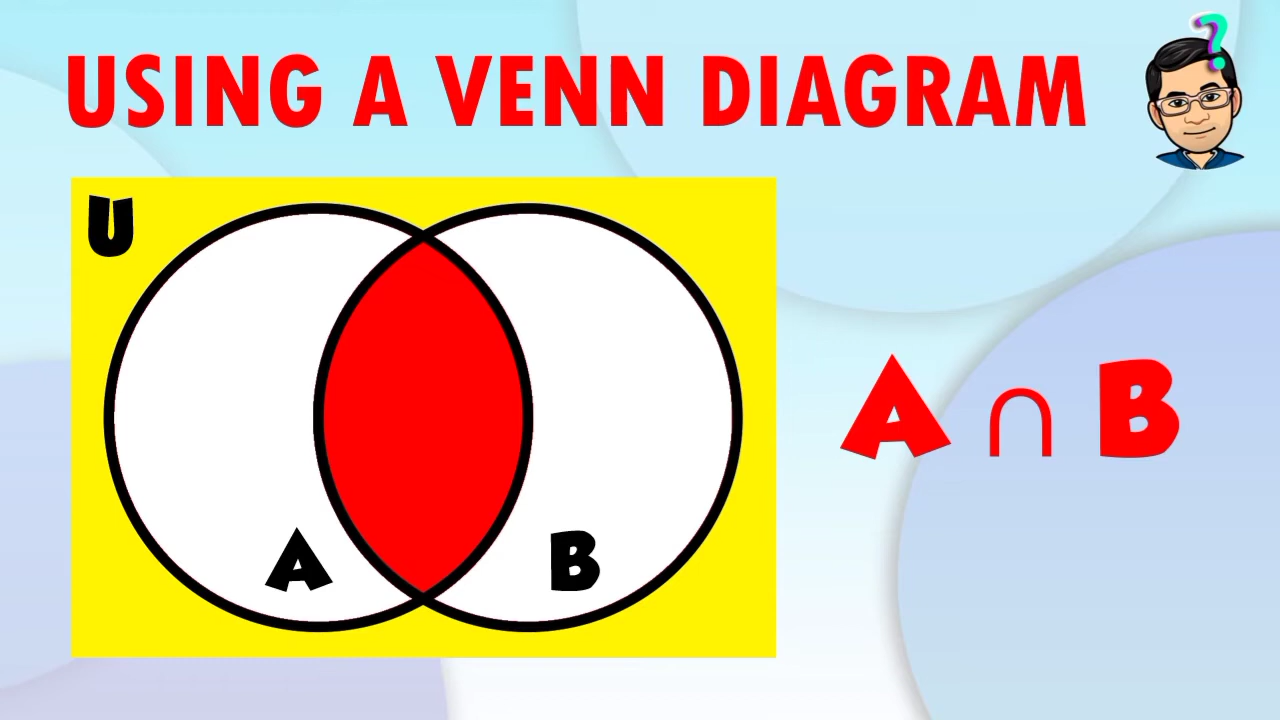 USING A VENN DIAGRAM
?
U
A ∩ B
A
B